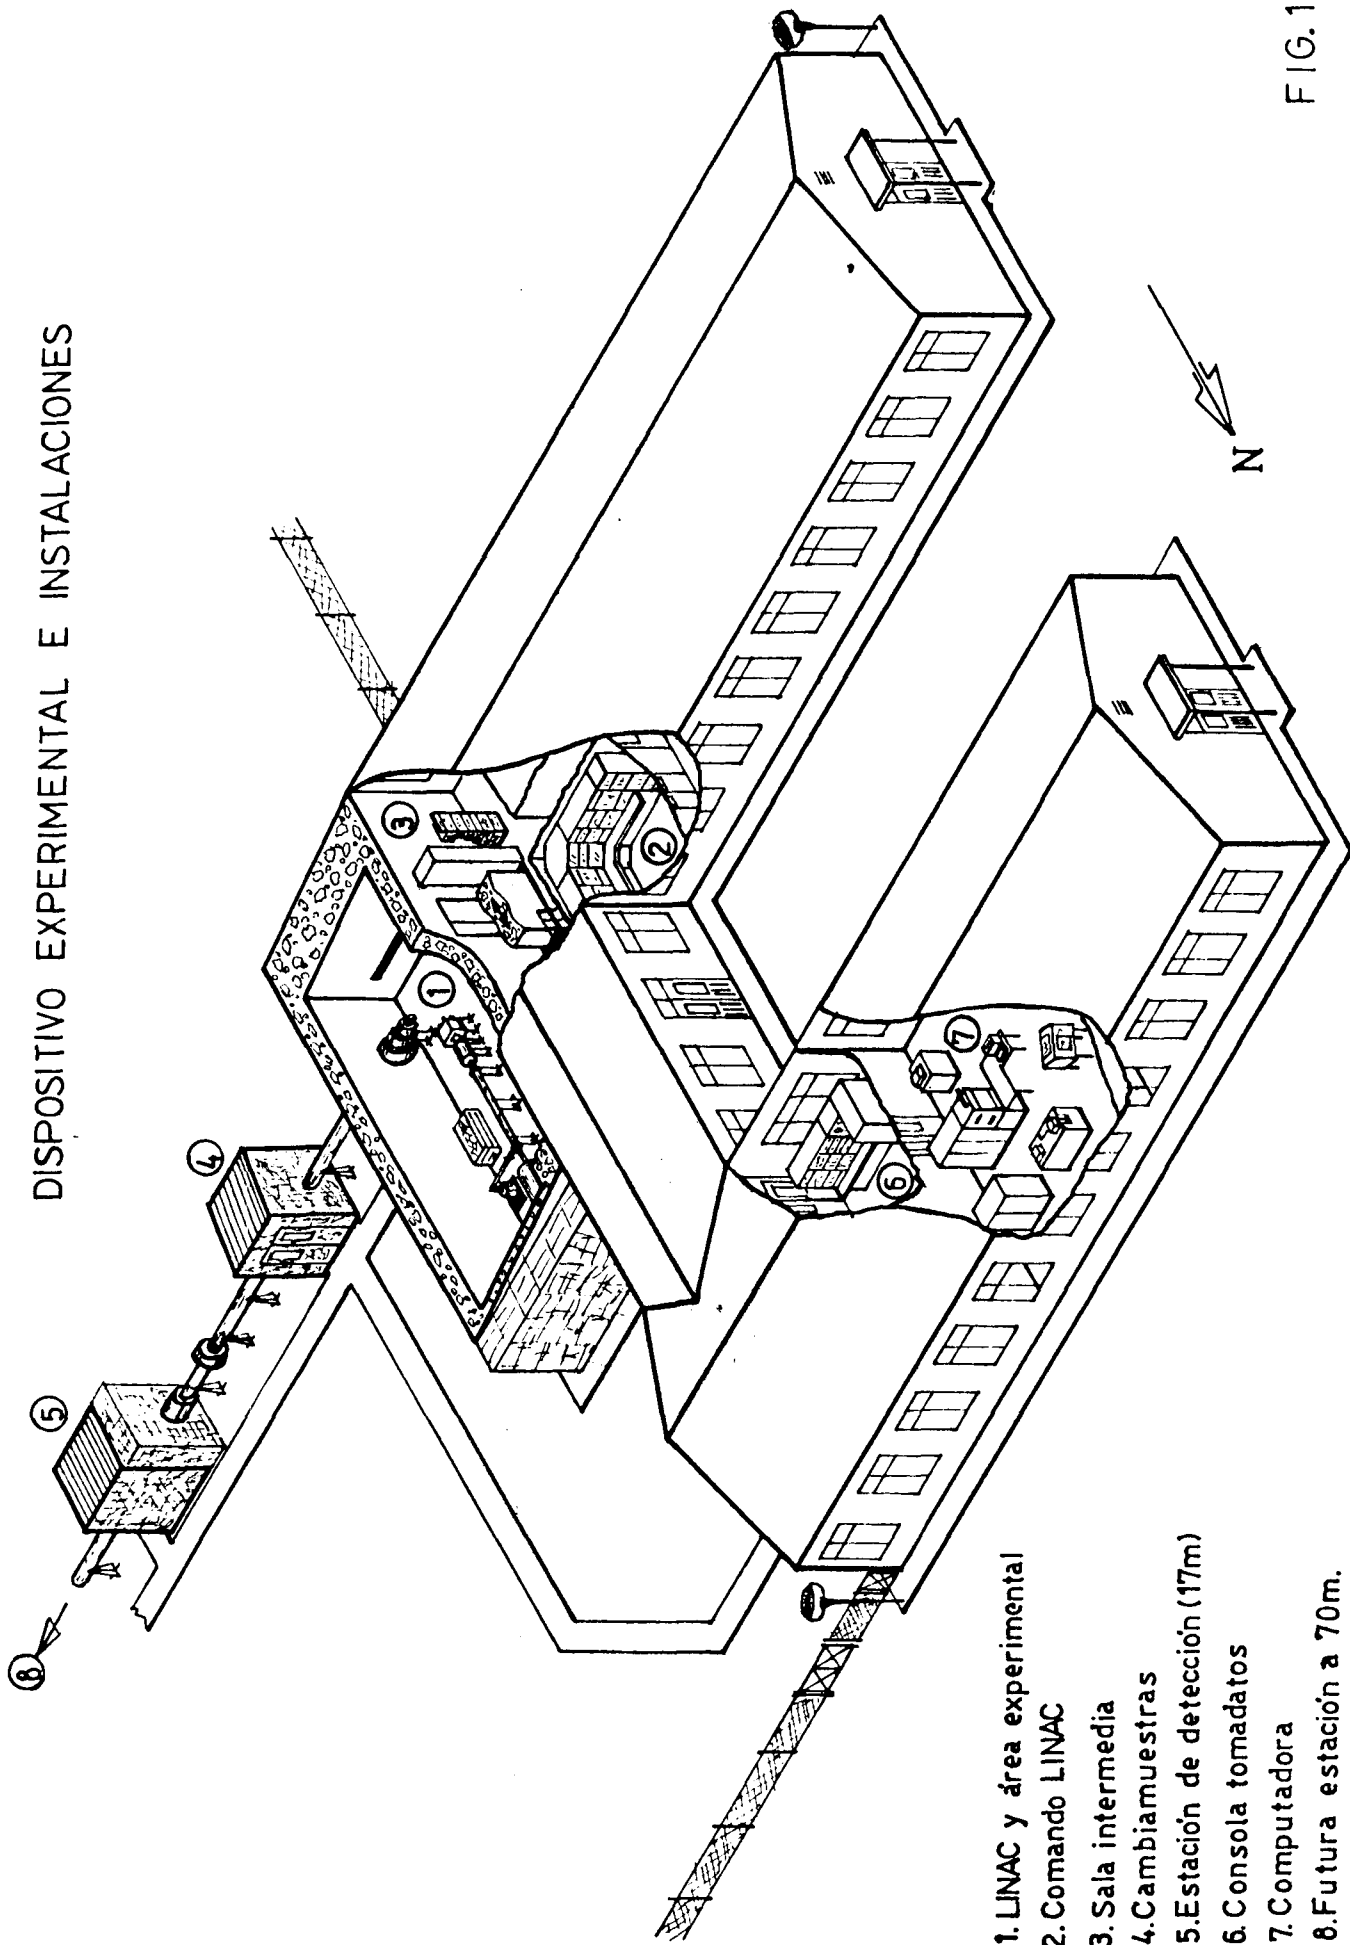 DISPOSITIVO EXPERIMENTAL E INSTALACIONES
8
5
4
3
1
2
7
6
N
1. LINAC y área experimental
2. Comando LINAC
3. Sala intermedia
4. Cambiamuestras
5. Estación de detección (17m)
6. Consola tomadatos
7. Computadora
8. Futura estación a 70m.
FIG. 1